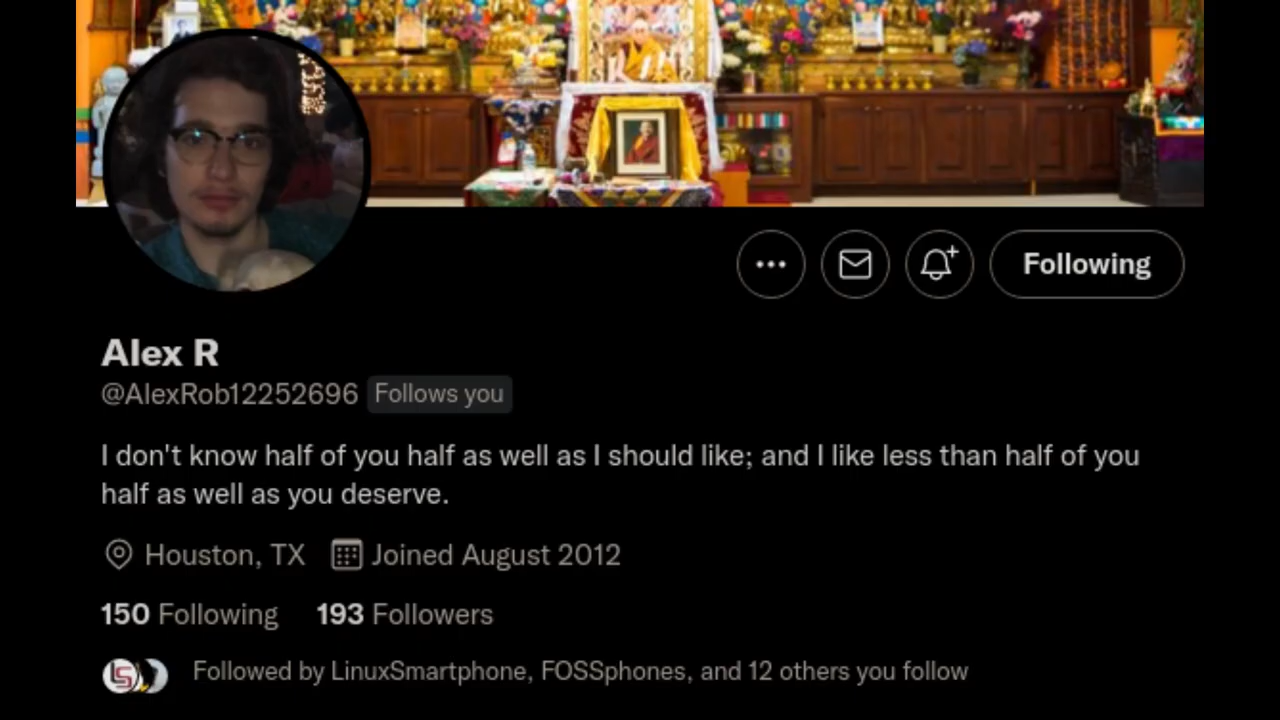 Following
Alex R
@AlexRob12252696 Follows you
I don't know half of you half as well as I should like; and I like less than half of you
half as well as you deserve.
Houston, TX Joined August 2012
150 Following 193 Followers
LS Followed by LinuxSmartphone, FOSSphones, and 12 others you follow